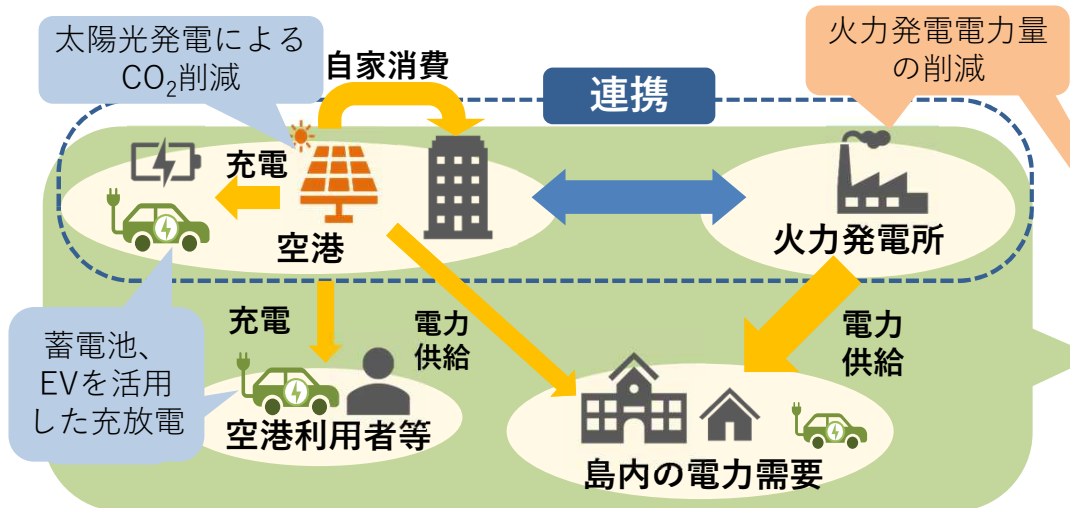 太陽光発電による
CO₂削減
自家消費
連携
火力発電電力量
の削減
充電
空港
火力発電所
充電
電力
供給
電力
供給
蓄電池、
EVを活用
した充放電
空港利用者等
島内の電力需要